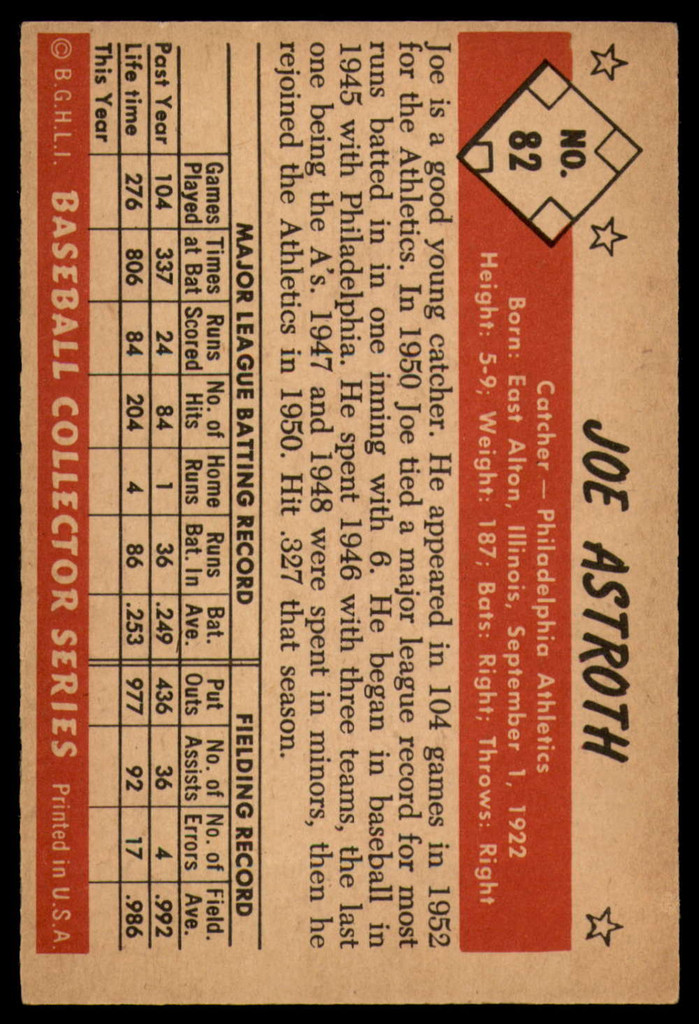 JOE ASTROTH
NO.
82
Catcher — Philadelphia Athletics
Born: East Alton, Illinois, September 1, 1922
Height: 5-9; Weight: 187; Bats: Right; Throws: Right
Joe is a good young catcher. He appeared in 104 games in 1952
for the Athletics. In 1950 Joe tied a major league record for most
runs batted in in one inning with 6. He began in baseball in
1945 with Philadelphia. He spent 1946 with three teams, the last
one being the A's. 1947 and 1948 were spent in minors, then he
rejoined the Athletics in 1950. Hit .327 that season.
MAJOR LEAGUE BATTING RECORD FIELDING RECORD
Games Times Runs No. of Home Runs Bat. Put No. of No. of Field.
Played at Bat Scored Hits Runs Bat. In Ave. Outs Assists Errors Ave.
Past Year 104 337 24 84 1 36 .249 436 36 4 .992
Life time 276 806 84 204 4 86 .253 977 92 17 .986
This Year
© B.G.H.L.I. BASEBALL COLLECTOR SERIES Printed in U.S.A.